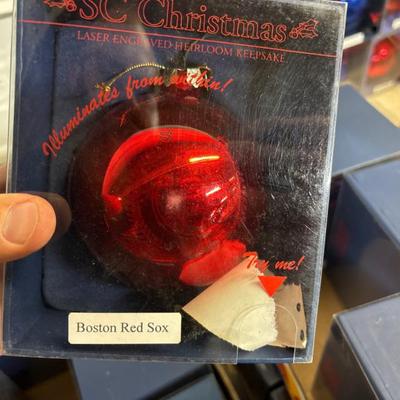 SC Christmas
LASER ENGRAVED HEIRLOOM KEEPSAKE
Illuminates from within!
Try me!
Boston Red Sox